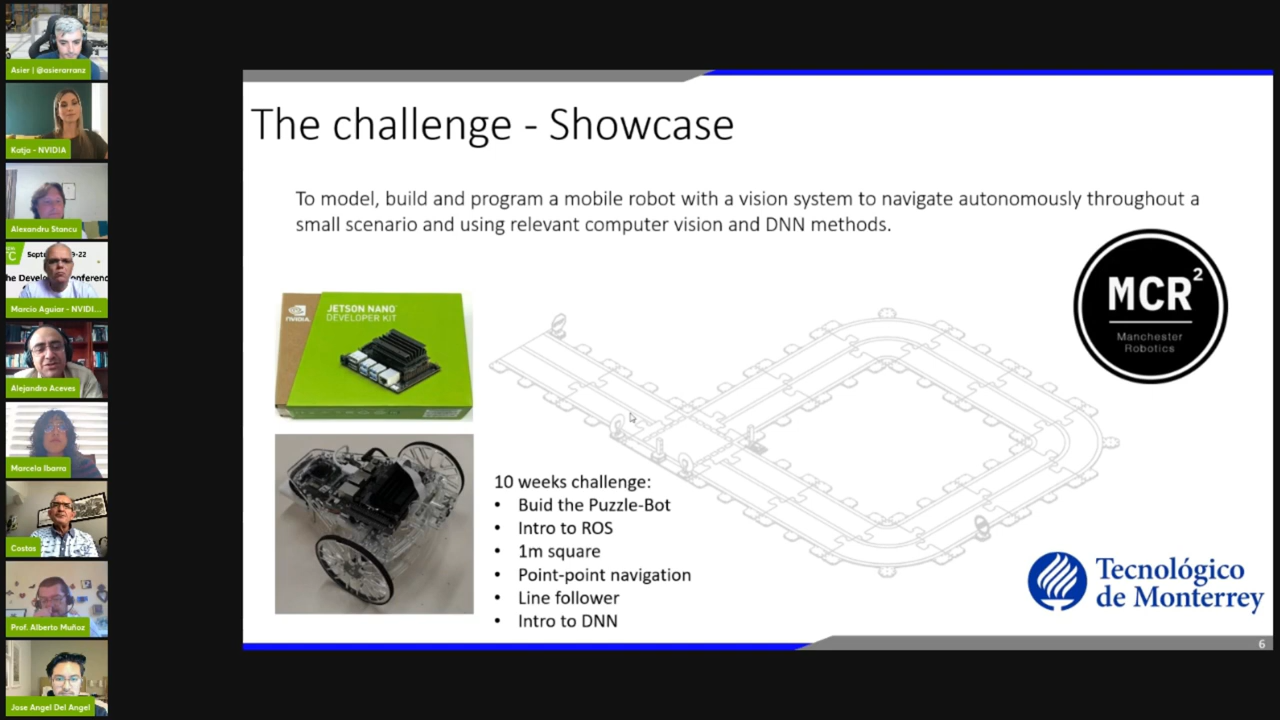 Asier | @asierarranz
Katja - NVIDIA
Alexandru Stancu
Marcio Aguiar - NVIDI...
Alejandro Aceves
Marcela Ibarra
Costas
Prof. Alberto Muñoz
Jose Angel Del Angel
The challenge - Showcase
To model, build and program a mobile robot with a vision system to navigate autonomously throughout a
small scenario and using relevant computer vision and DNN methods.
MCR²
Manchester
Robotics
NVIDIA
JETSON NANO
DEVELOPER KIT
10 weeks challenge:
• Buid the Puzzle-Bot
• Intro to ROS
• 1m square
• Point-point navigation
• Line follower
• Intro to DNN
Tecnológico
de Monterrey
6